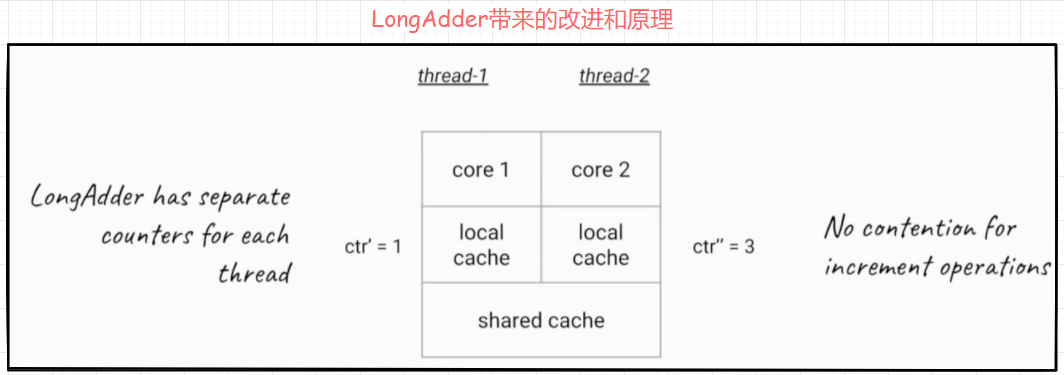 LongAdder带来的改进和原理
thread-1
thread-2
LongAdder has separate
counters for each
thread
ctr' = 1
core 1
core 2
local
cache
local
cache
shared cache
ctr'' = 3
No contention for
increment operations